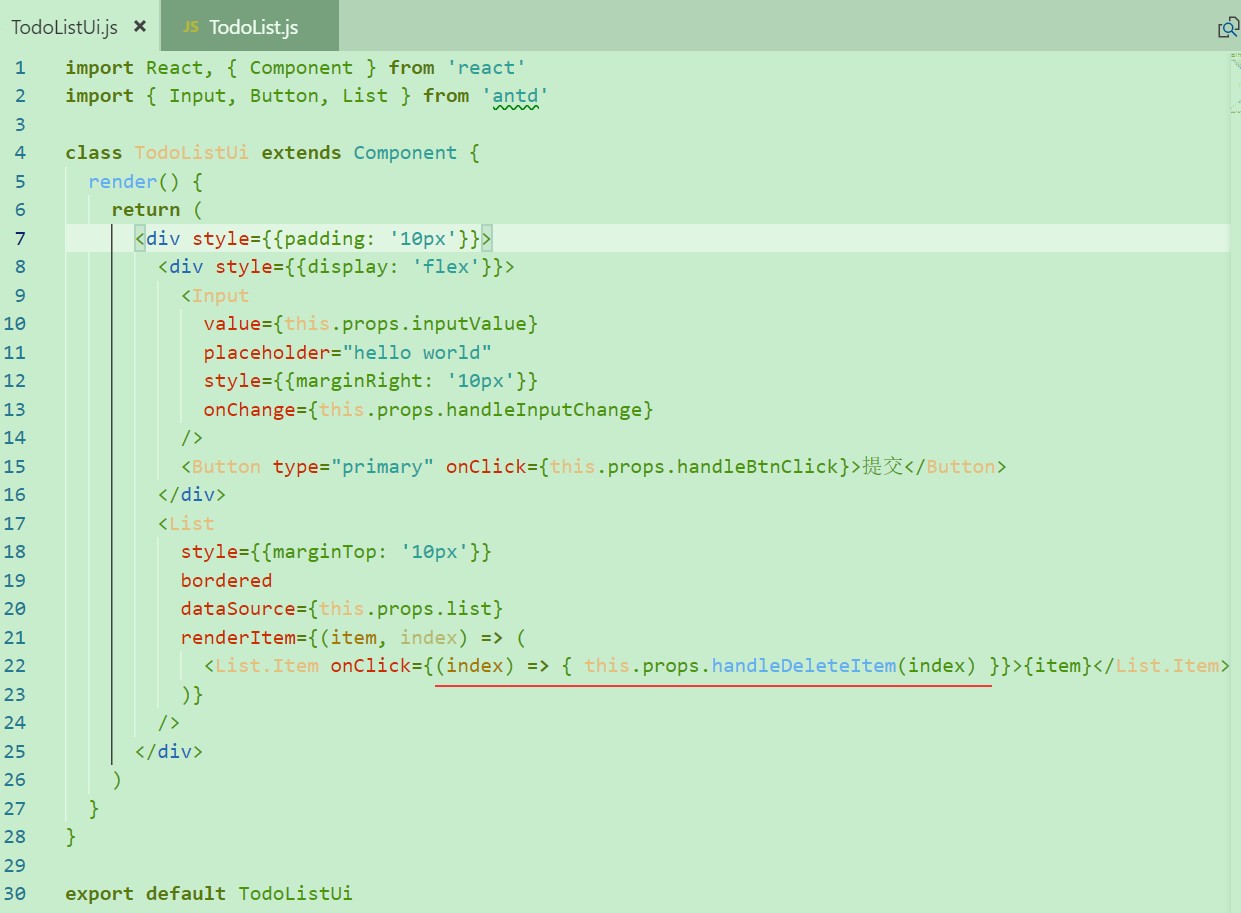 TodoListUi.js × JS TodoList.js
1 import React, { Component } from 'react'
2 import { Input, Button, List } from 'antd'
3
4 class TodoListUi extends Component {
5   render() {
6     return (
7       <div style={{padding: '10px'}}>
8         <div style={{display: 'flex'}}>
9           <Input
10             value={this.props.inputValue}
11             placeholder="hello world"
12             style={{marginRight: '10px'}}
13             onChange={this.props.handleInputChange}
14           />
15           <Button type="primary" onClick={this.props.handleBtnClick}>提交</Button>
16         </div>
17         <List
18           style={{marginTop: '10px'}}
19           bordered
20           dataSource={this.props.list}
21           renderItem={(item, index) => (
22             <List.Item onClick={(index) => { this.props.handleDeleteItem(index) }}>{item}</List.Item>
23           )}
24         />
25       </div>
26     )
27   }
28 }
29
30 export default TodoListUi